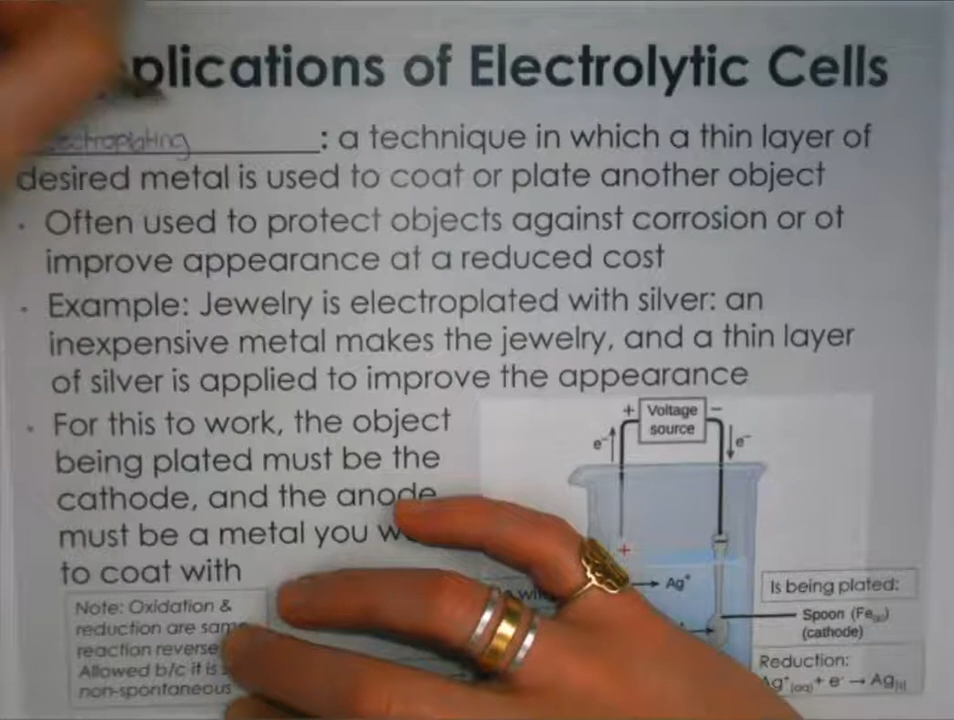 plications of Electrolytic Cells
ectroplating : a technique in which a thin layer of
desired metal is used to coat or plate another object
· Often used to protect objects against corrosion or ot
improve appearance at a reduced cost
· Example: Jewelry is electroplated with silver: an
inexpensive metal makes the jewelry, and a thin layer
of silver is applied to improve the appearance
· For this to work, the object
being plated must be the
cathode, and the anode
must be a metal you w
to coat with
Note: Oxidation &
reduction are sam
reaction reverse
Allowed b/c it is
non-spontaneous
+ Voltage −
source
e⁻ e⁻
+ −
Ag⁺
Is being plated:
Spoon (Fe(s))
(cathode)
Reduction:
Ag⁺(aq) + e⁻ → Ag(s)